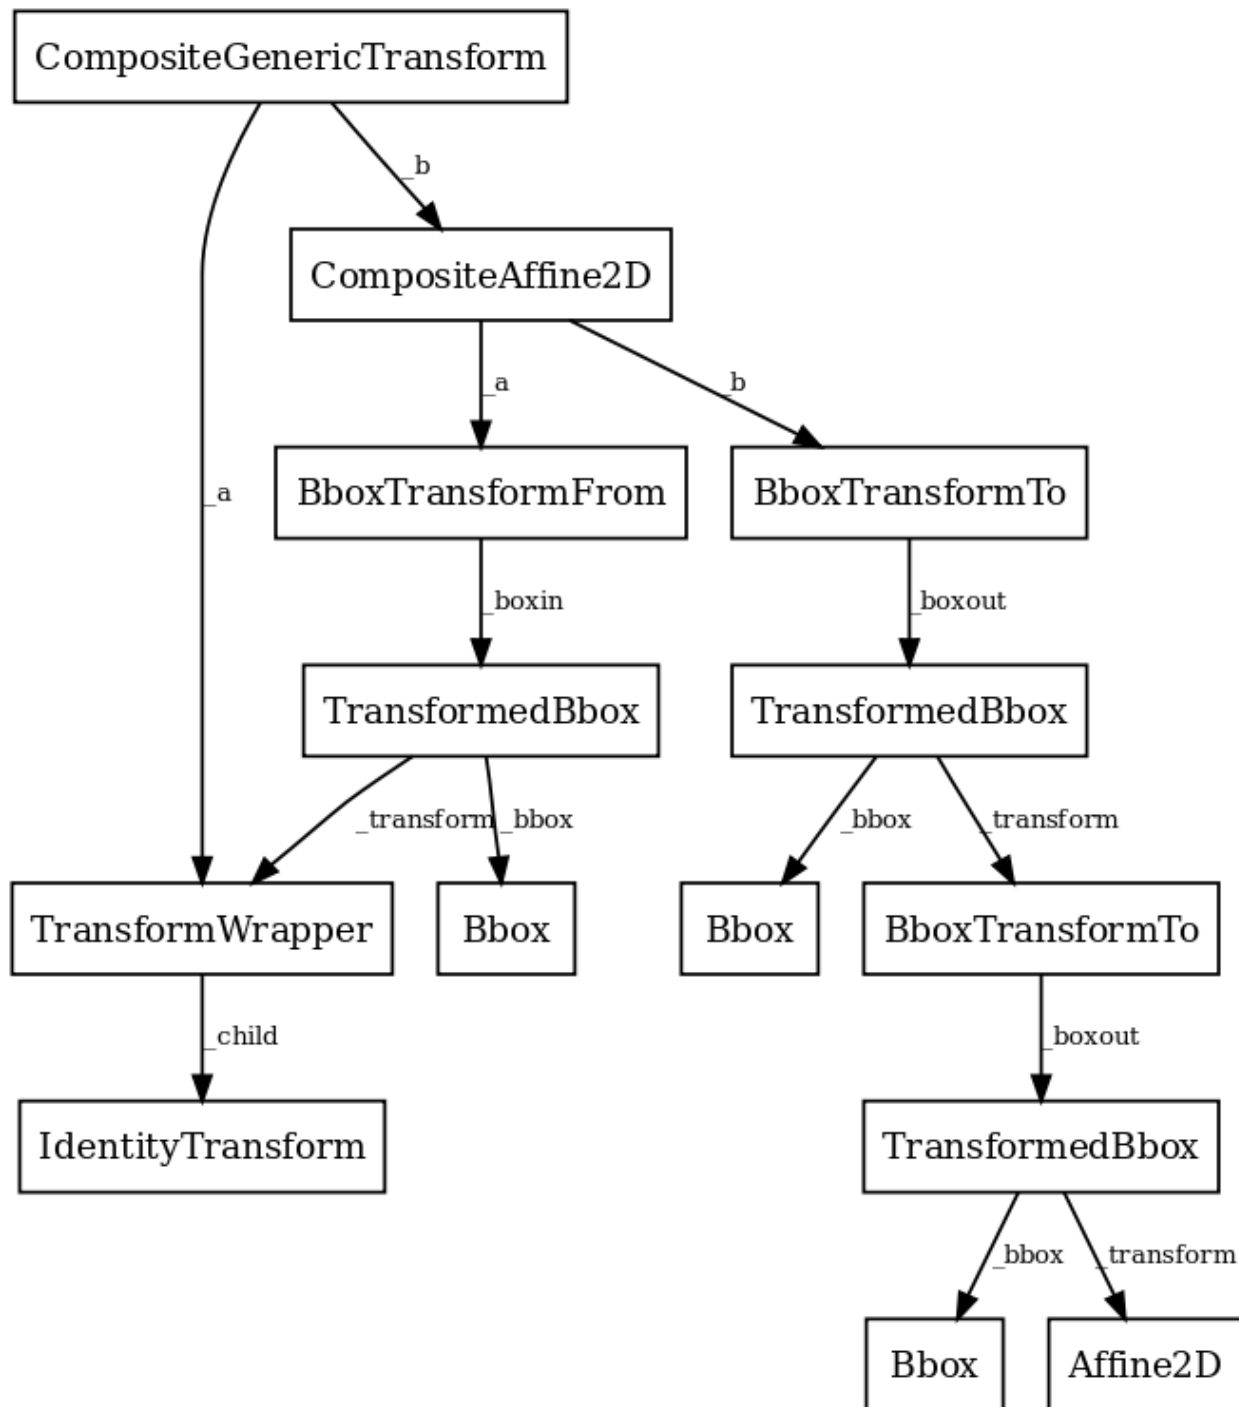 CompositeGenericTransform
_b
CompositeAffine2D
_a
_b
_a
BboxTransformFrom
BboxTransformTo
_boxin
_boxout
TransformedBbox
TransformedBbox
_transform
_bbox
_bbox
_transform
TransformWrapper
Bbox
Bbox
BboxTransformTo
_child
_boxout
IdentityTransform
TransformedBbox
_bbox
_transform
Bbox
Affine2D